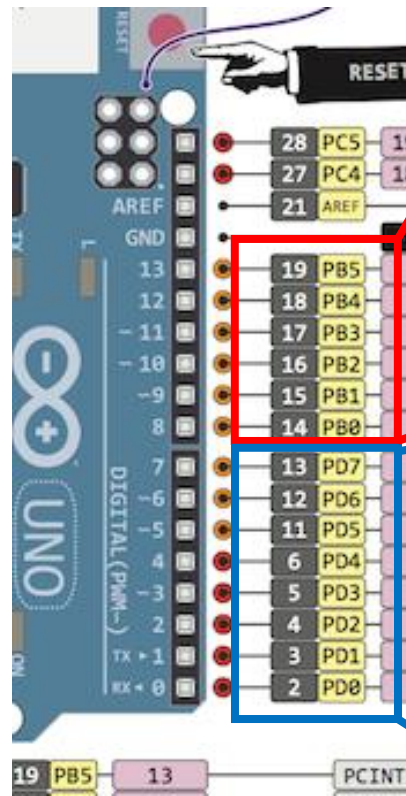 RESET
RESET
28 PC5 19
27 PC4 18
AREF 21 AREF
GND
TX L 13 19 PB5
12 18 PB4
~11 17 PB3
~10 16 PB2
~9 15 PB1
8 14 PB0
7 13 PD7
~6 12 PD6
~5 11 PD5
4 6 PD4
~3 5 PD3
2 4 PD2
TX 1 3 PD1
RX 0 2 PD0
DIGITAL(PWM~)
UNO
ON
19 PB5 13 PCINT